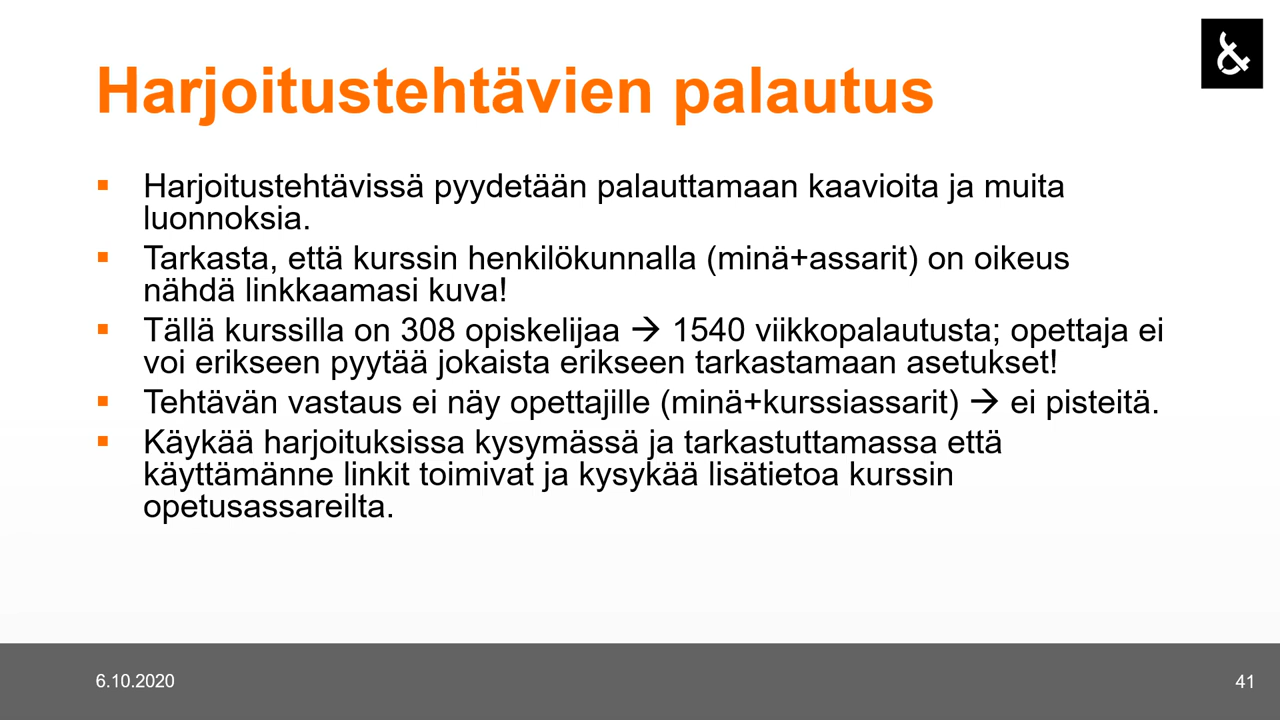 &
Harjoitustehtävien palautus
▪ Harjoitustehtävissä pyydetään palauttamaan kaavioita ja muita
luonnoksia.
▪ Tarkasta, että kurssin henkilökunnalla (minä+assarit) on oikeus
nähdä linkkaamasi kuva!
▪ Tällä kurssilla on 308 opiskelijaa → 1540 viikkopalautusta; opettaja ei
voi erikseen pyytää jokaista erikseen tarkastamaan asetukset!
▪ Tehtävän vastaus ei näy opettajille (minä+kurssiassarit) → ei pisteitä.
▪ Käykää harjoituksissa kysymässä ja tarkastuttamassa että
käyttämänne linkit toimivat ja kysykää lisätietoa kurssin
opetusassareilta.
6.10.2020
41